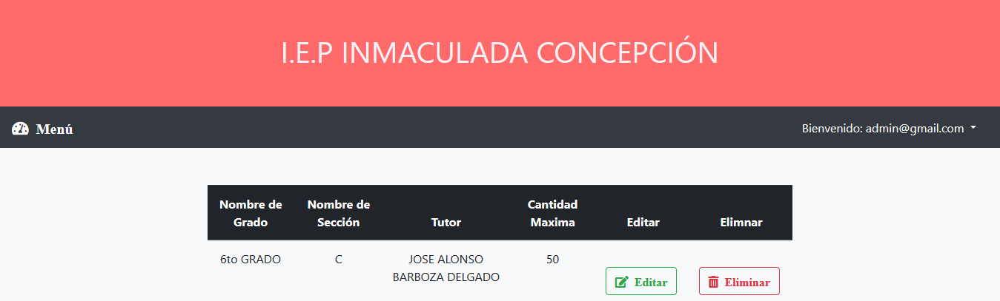 I.E.P INMACULADA CONCEPCIÓN
Menú
Bienvenido: admin@gmail.com
Nombre de Grado
Nombre de Sección
Tutor
Cantidad Maxima
Editar
Elimnar
6to GRADO
C
JOSE ALONSO
BARBOZA DELGADO
50
Editar
Eliminar